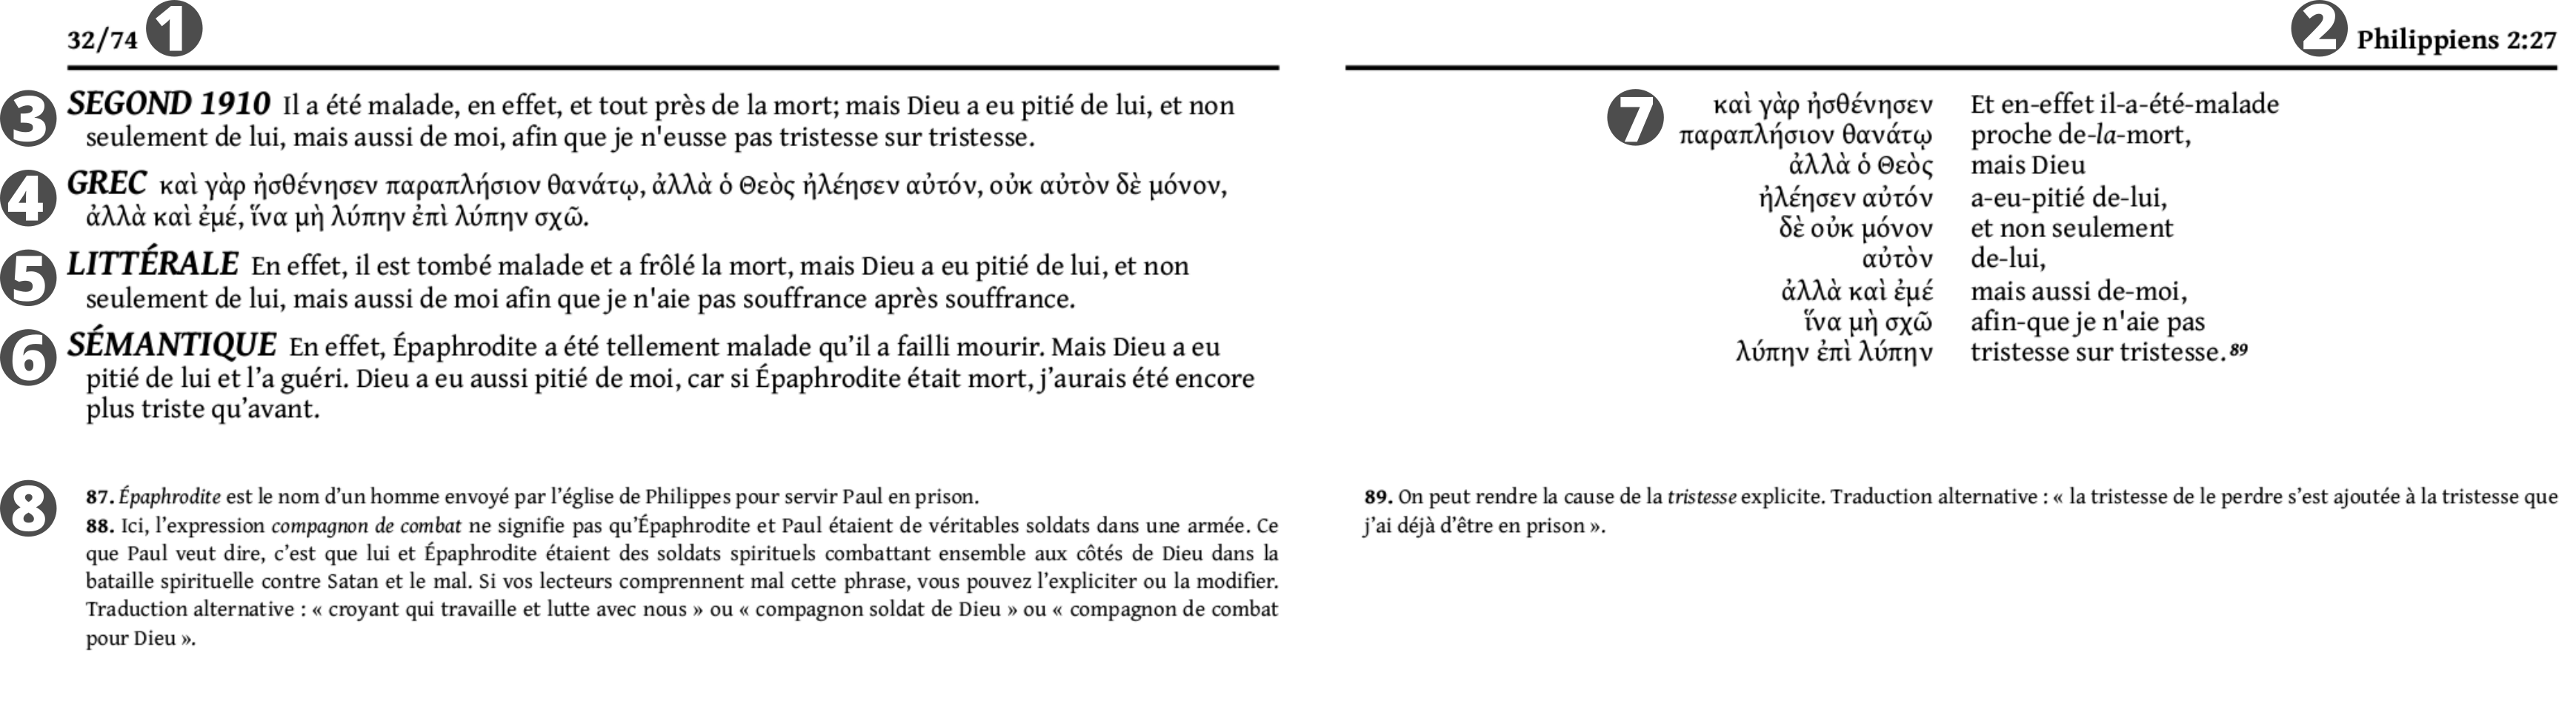 32/74 1
3 SEGOND 1910 Il a été malade, en effet, et tout près de la mort; mais Dieu a eu pitié de lui, et non
seulement de lui, mais aussi de moi, afin que je n'eusse pas tristesse sur tristesse.
4 GREC καὶ γὰρ ἠσθένησεν παραπλήσιον θανάτῳ, ἀλλὰ ὁ Θεὸς ἠλέησεν αὐτόν, οὐκ αὐτὸν δὲ μόνον,
ἀλλὰ καὶ ἐμέ, ἵνα μὴ λύπην ἐπὶ λύπην σχῶ.
5 LITTÉRALE En effet, il est tombé malade et a frôlé la mort, mais Dieu a eu pitié de lui, et non
seulement de lui, mais aussi de moi afin que je n'aie pas souffrance après souffrance.
6 SÉMANTIQUE En effet, Épaphrodite a été tellement malade qu’il a failli mourir. Mais Dieu a eu
pitié de lui et l’a guéri. Dieu a eu aussi pitié de moi, car si Épaphrodite était mort, j’aurais été encore
plus triste qu’avant.
8 87. Épaphrodite est le nom d’un homme envoyé par l’église de Philippes pour servir Paul en prison.
88. Ici, l’expression compagnon de combat ne signifie pas qu’Épaphrodite et Paul étaient de véritables soldats dans une armée. Ce
que Paul veut dire, c’est que lui et Épaphrodite étaient des soldats spirituels combattant ensemble aux côtés de Dieu dans la
bataille spirituelle contre Satan et le mal. Si vos lecteurs comprennent mal cette phrase, vous pouvez l’expliciter ou la modifier.
Traduction alternative : « croyant qui travaille et lutte avec nous » ou « compagnon soldat de Dieu » ou « compagnon de combat
pour Dieu ».
2 Philippiens 2:27
7 καὶ γὰρ ἠσθένησεν Et en-effet il-a-été-malade
παραπλήσιον θανάτῳ proche de-la-mort,
ἀλλὰ ὁ Θεὸς mais Dieu
ἠλέησεν αὐτόν a-eu-pitié de-lui,
δὲ οὐκ μόνον et non seulement
αὐτὸν de-lui,
ἀλλὰ καὶ ἐμέ mais aussi de-moi,
ἵνα μὴ σχῶ afin-que je n'aie pas
λύπην ἐπὶ λύπην tristesse sur tristesse.89
89. On peut rendre la cause de la tristesse explicite. Traduction alternative : « la tristesse de le perdre s’est ajoutée à la tristesse que
j’ai déjà d’être en prison ».